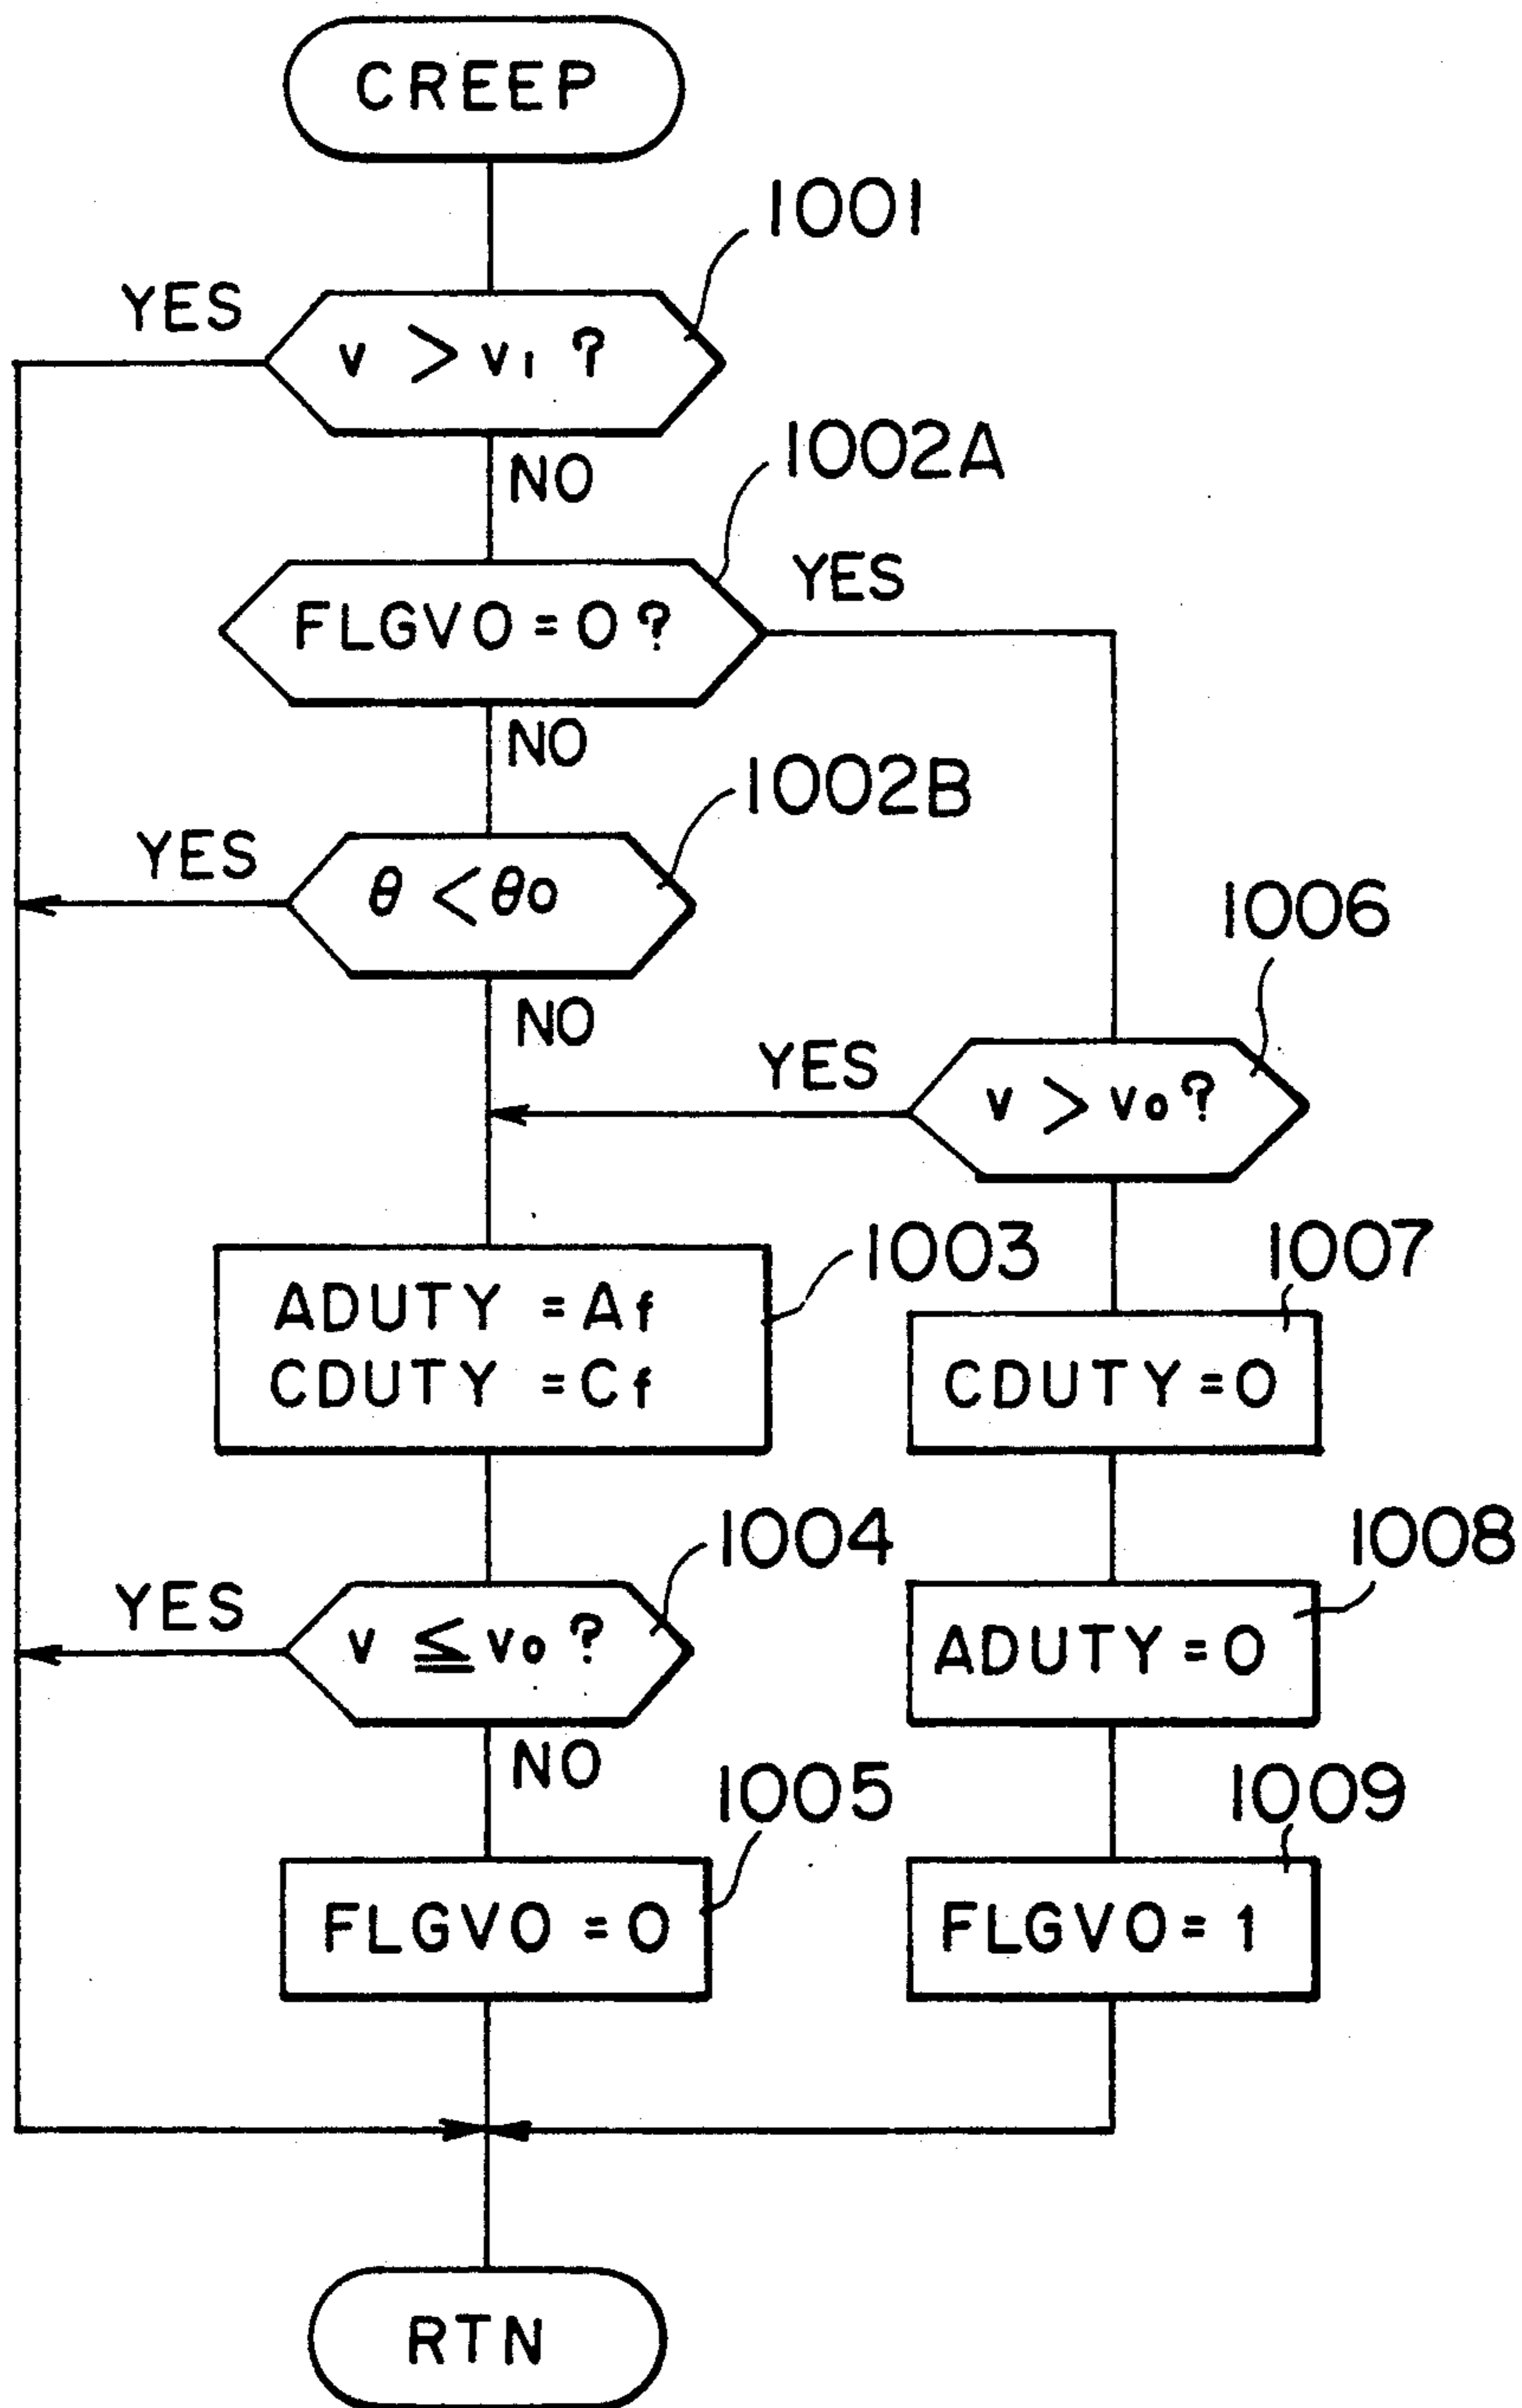 CREEP
1001
YES
v > v₁ ?
NO
1002A
FLGVO = 0 ?
YES
NO
1002B
YES
θ < θo
NO
1006
YES
v > vo ?
1003
ADUTY = Af
CDUTY = Cf
1007
CDUTY = 0
1004
YES
v ≦ vo ?
NO
1008
ADUTY = 0
1005
FLGVO = 0
1009
FLGVO = 1
RTN